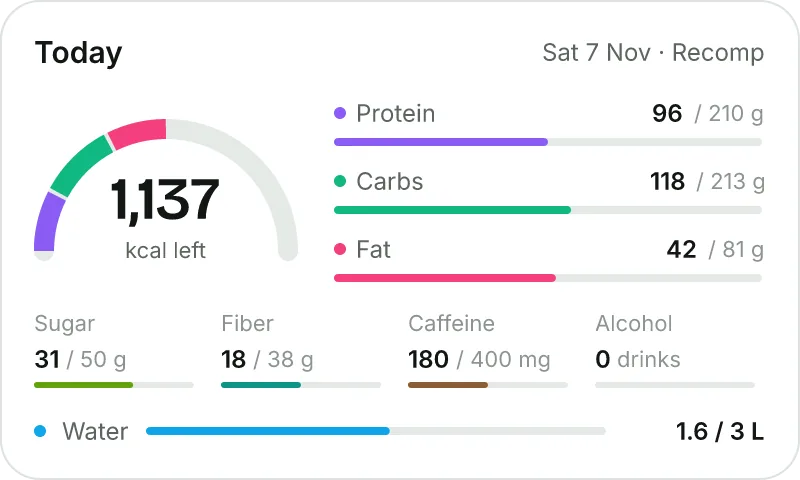 Today
Sat 7 Nov · Recomp
1,137
kcal left
Protein 96 / 210 g
Carbs 118 / 213 g
Fat 42 / 81 g
Sugar
31 / 50 g
Fiber
18 / 38 g
Caffeine
180 / 400 mg
Alcohol
0 drinks
Water 1.6 / 3 L